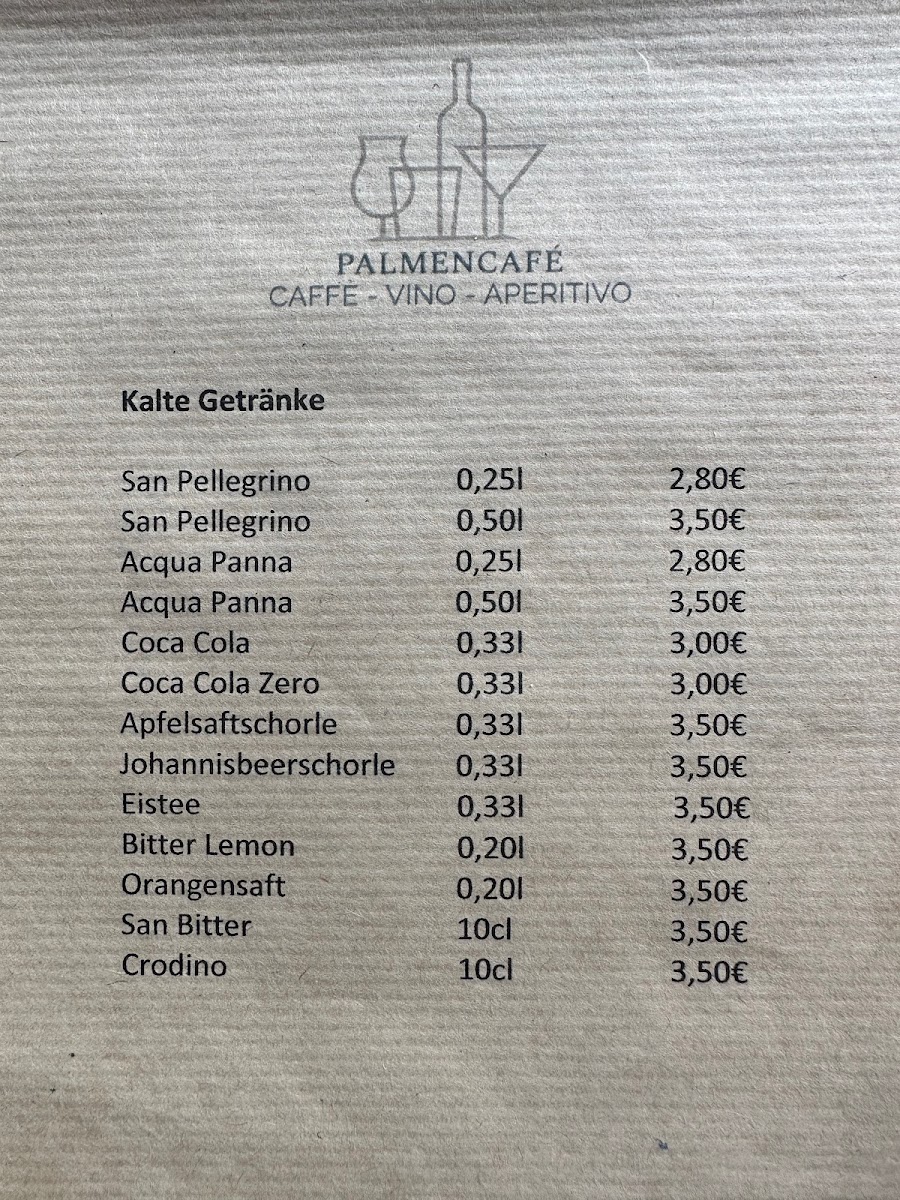 PALMENCAFÉ
CAFFÈ - VINO - APERITIVO
Kalte Getränke
San Pellegrino 0,25l 2,80€
San Pellegrino 0,50l 3,50€
Acqua Panna 0,25l 2,80€
Acqua Panna 0,50l 3,50€
Coca Cola 0,33l 3,00€
Coca Cola Zero 0,33l 3,00€
Apfelsaftschorle 0,33l 3,50€
Johannisbeerschorle 0,33l 3,50€
Eistee 0,33l 3,50€
Bitter Lemon 0,20l 3,50€
Orangensaft 0,20l 3,50€
San Bitter 10cl 3,50€
Crodino 10cl 3,50€